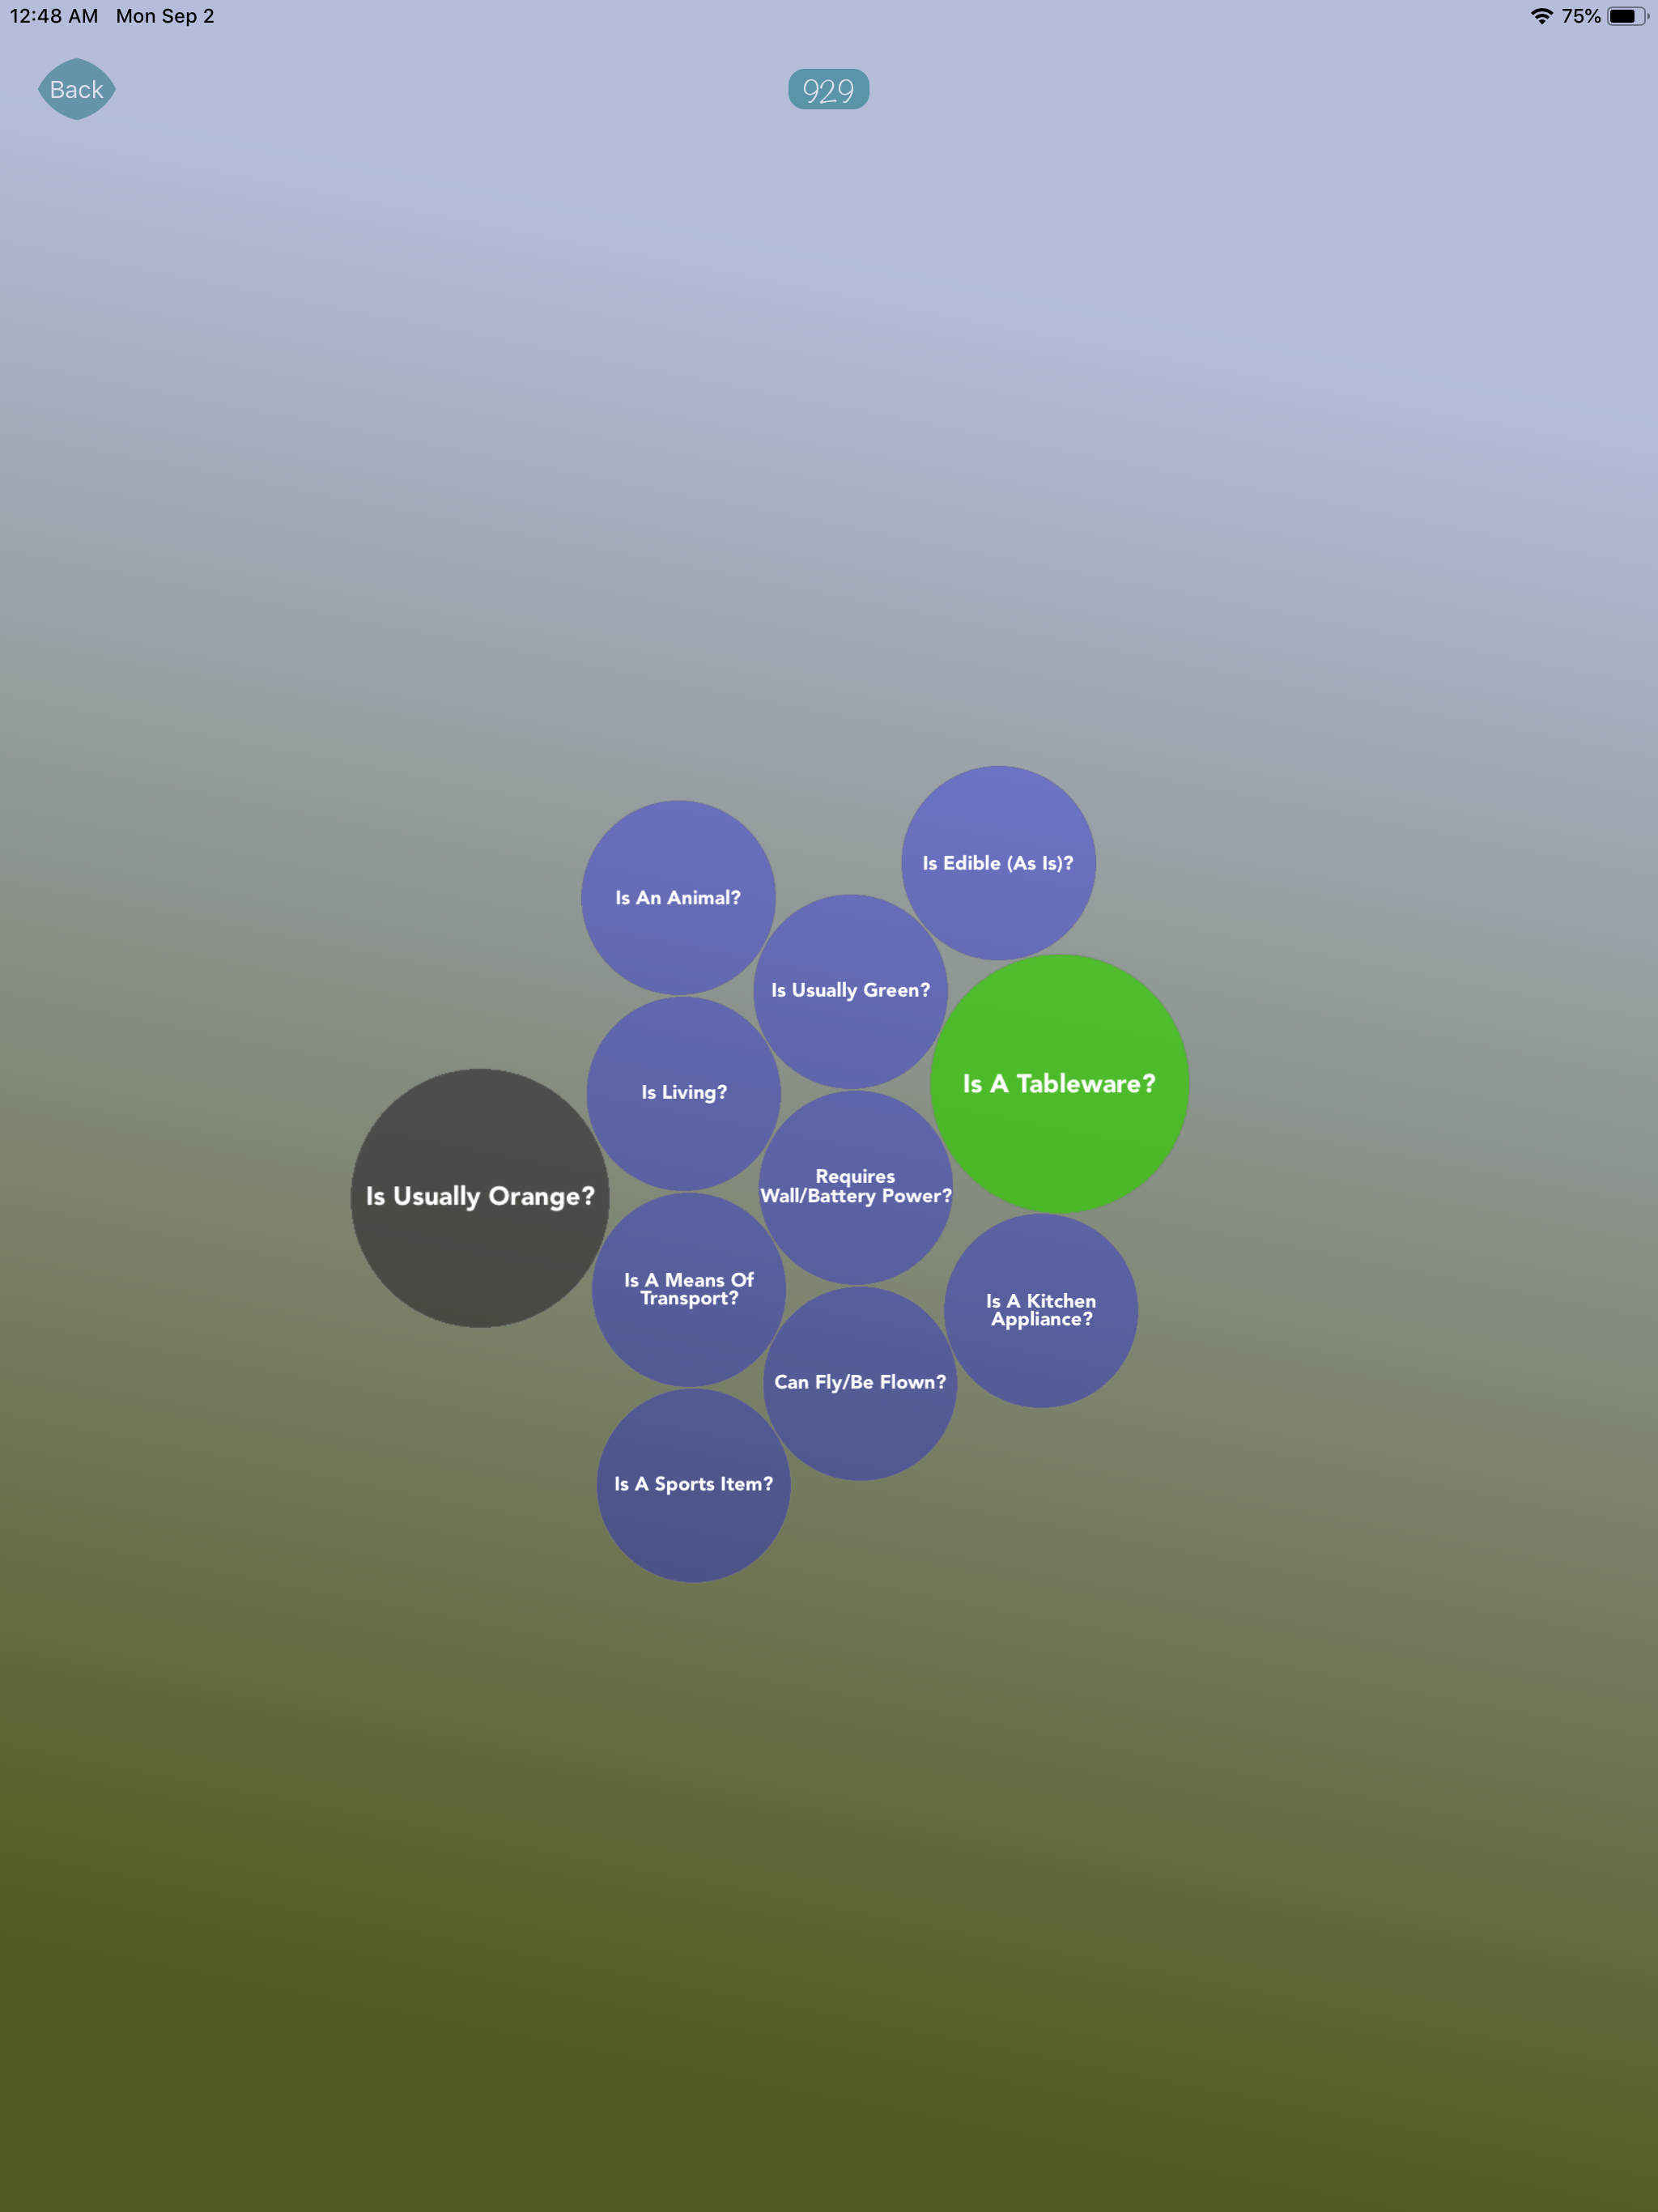 12:48 AM Mon Sep 2
75%
Back
929
Is Edible (As Is)?
Is An Animal?
Is Usually Green?
Is A Tableware?
Is Living?
Requires
Wall/Battery Power?
Is Usually Orange?
Is A Means Of
Transport?
Is A Kitchen
Appliance?
Can Fly/Be Flown?
Is A Sports Item?